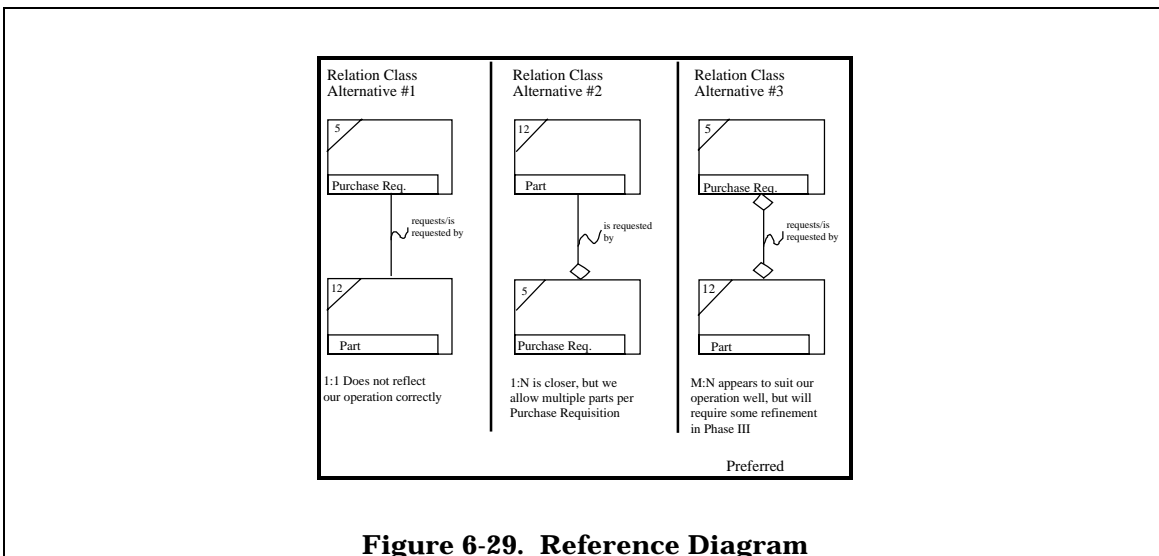 Relation Class
Alternative #1
5
Purchase Req.
requests/is
requested by
12
Part
1:1 Does not reflect
our operation correctly
Relation Class
Alternative #2
12
Part
is requested
by
5
Purchase Req.
1:N is closer, but we
allow multiple parts per
Purchase Requisition
Relation Class
Alternative #3
5
Purchase Req.
requests/is
requested by
12
Part
M:N appears to suit our
operation well, but will
require some refinement
in Phase III
Preferred
Figure 6-29. Reference Diagram